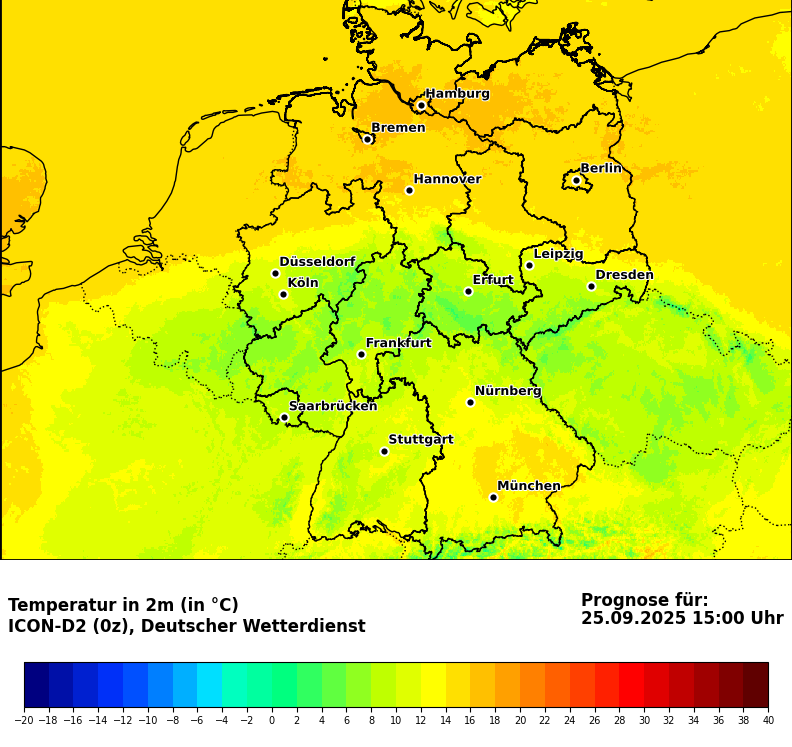 Hamburg
Bremen
Berlin
Hannover
Leipzig
Düsseldorf
Dresden
Köln
Erfurt
Frankfurt
Nürnberg
Saarbrücken
Stuttgart
München
Temperatur in 2m (in °C)
ICON-D2 (0z), Deutscher Wetterdienst
Prognose für:
25.09.2025 15:00 Uhr
−20 −18 −16 −14 −12 −10 −8 −6 −4 −2 0 2 4 6 8 10 12 14 16 18 20 22 24 26 28 30 32 34 36 38 40